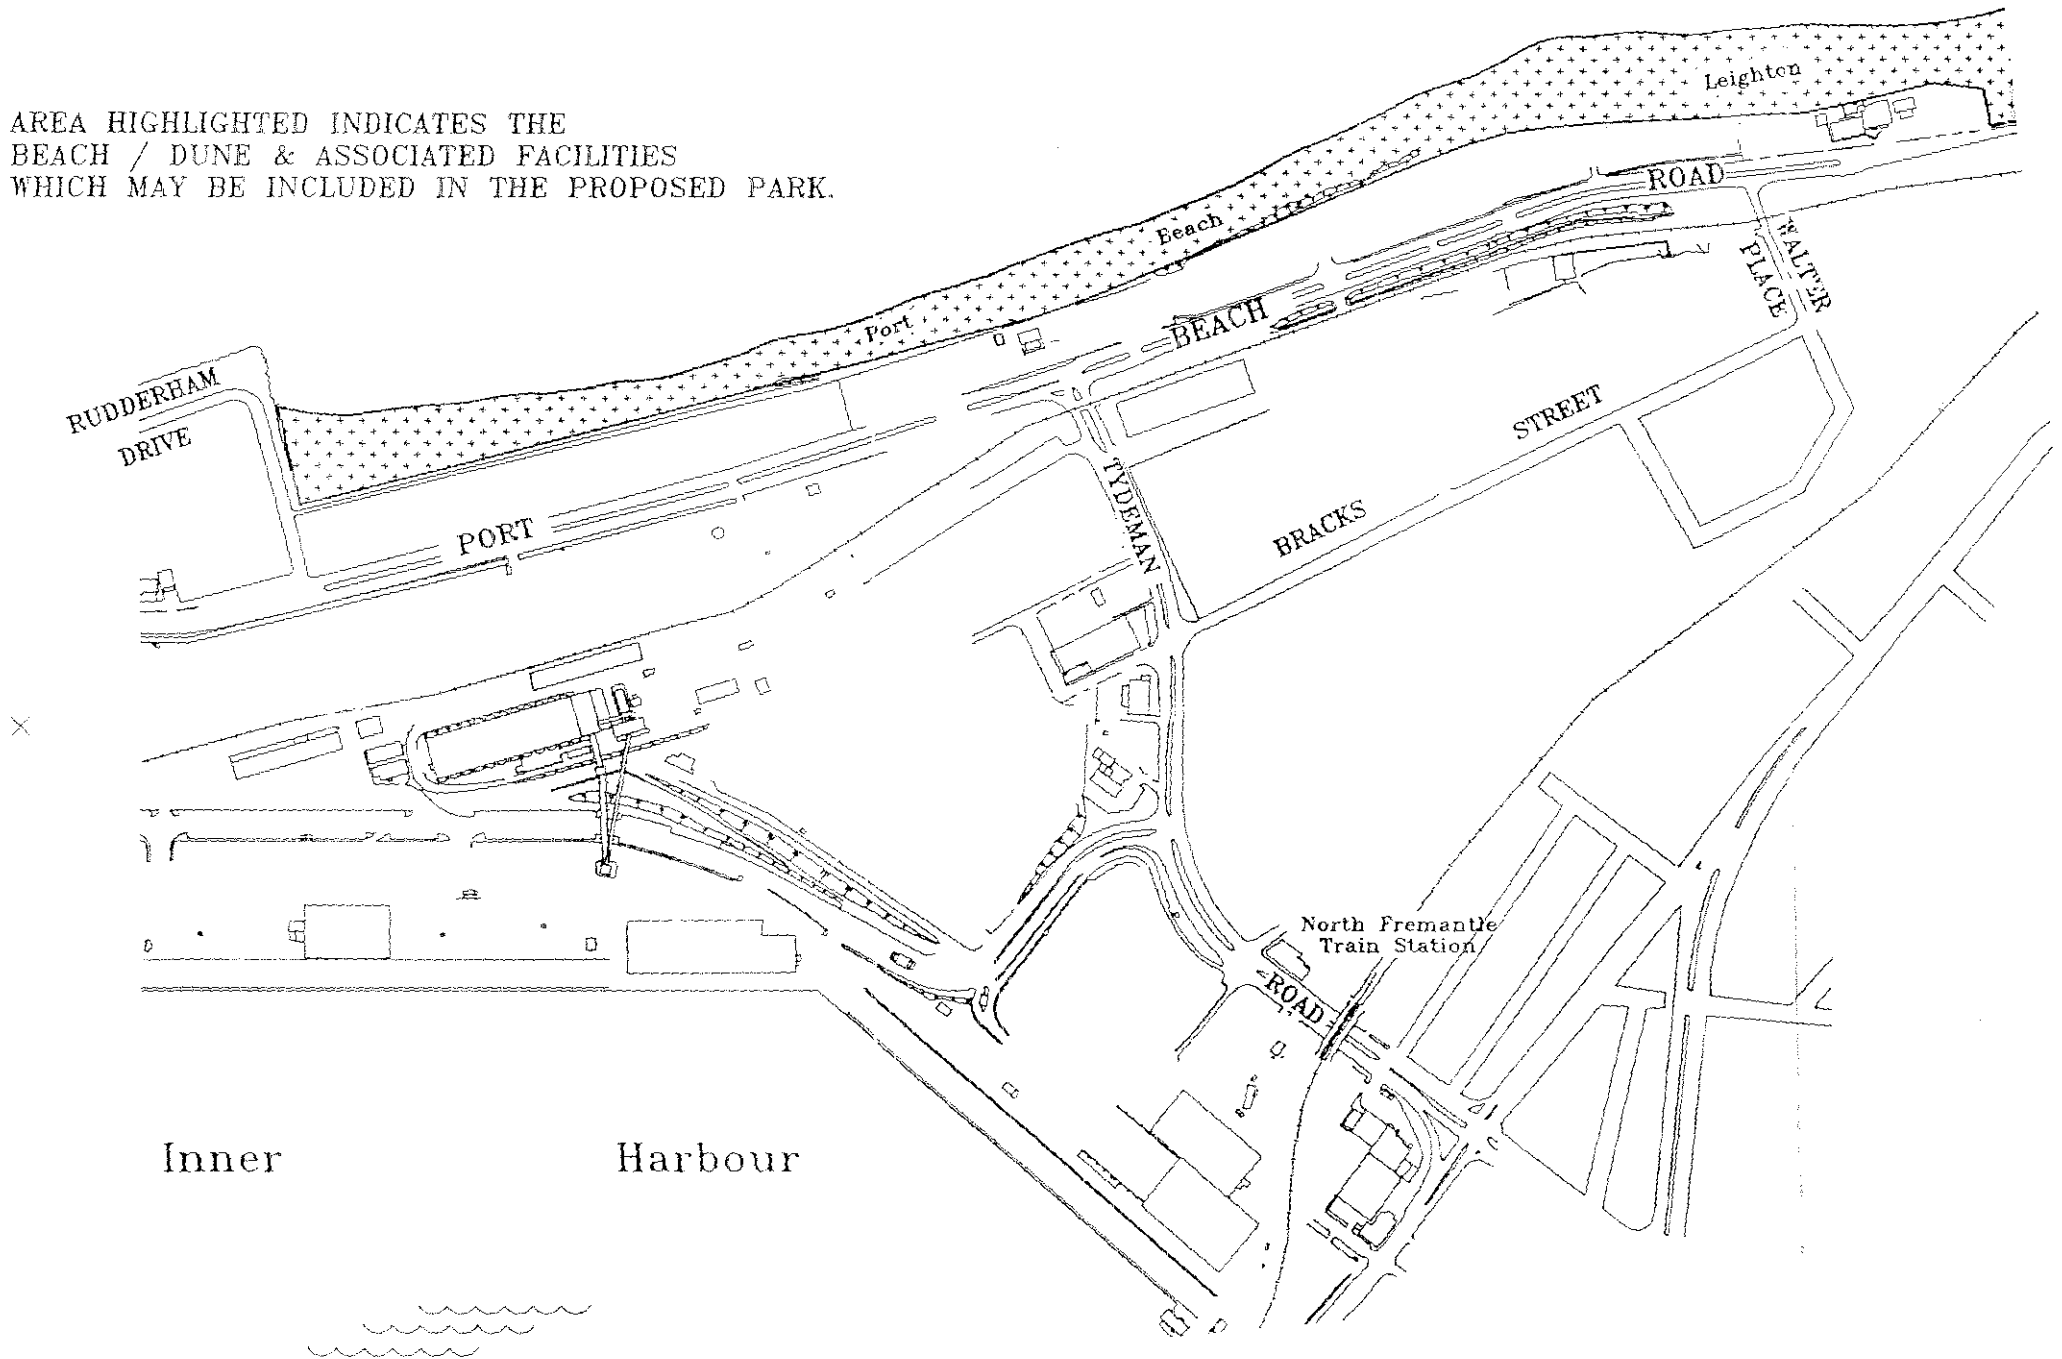 AREA HIGHLIGHTED INDICATES THE
BEACH / DUNE & ASSOCIATED FACILITIES
WHICH MAY BE INCLUDED IN THE PROPOSED PARK.
Leighton
Beach
Port
ROAD
BEACH
PORT
WALTER
PLACE
RUDDERHAM
DRIVE
STREET
BRACKS
TYDEMAN
ROAD
North Fremantle
Train Station
Inner Harbour